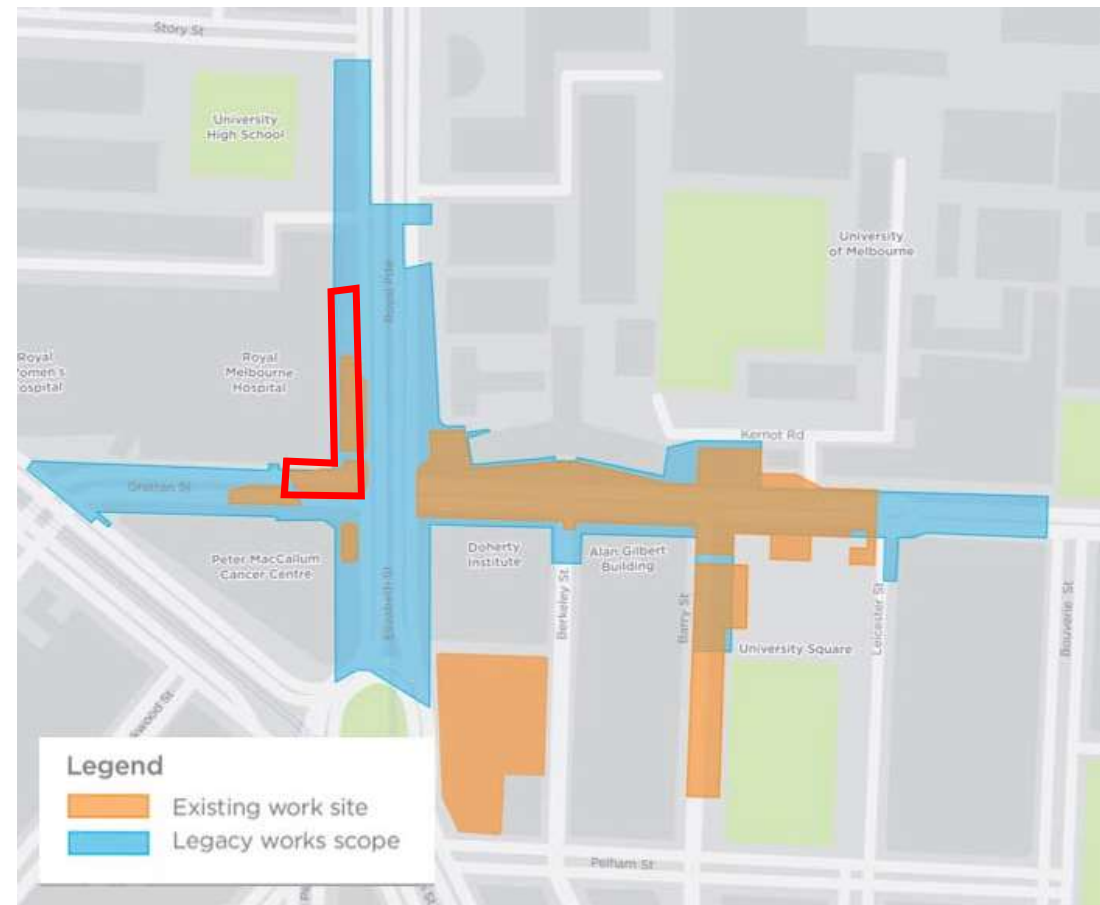 Story St
University
High School
Royal Pde
University
of Melbourne
Royal
Royal
Melbourne
Hospital
Kernot Rd
Grattan St
Peter MacCallum
Cancer Centre
Elizabeth St
Doherty
Institute
Berkeley St
Alan Gilbert
Building
Barry St
University Square
Leicester St
Bouverie St
Pelham St
Legend
Existing work site
Legacy works scope